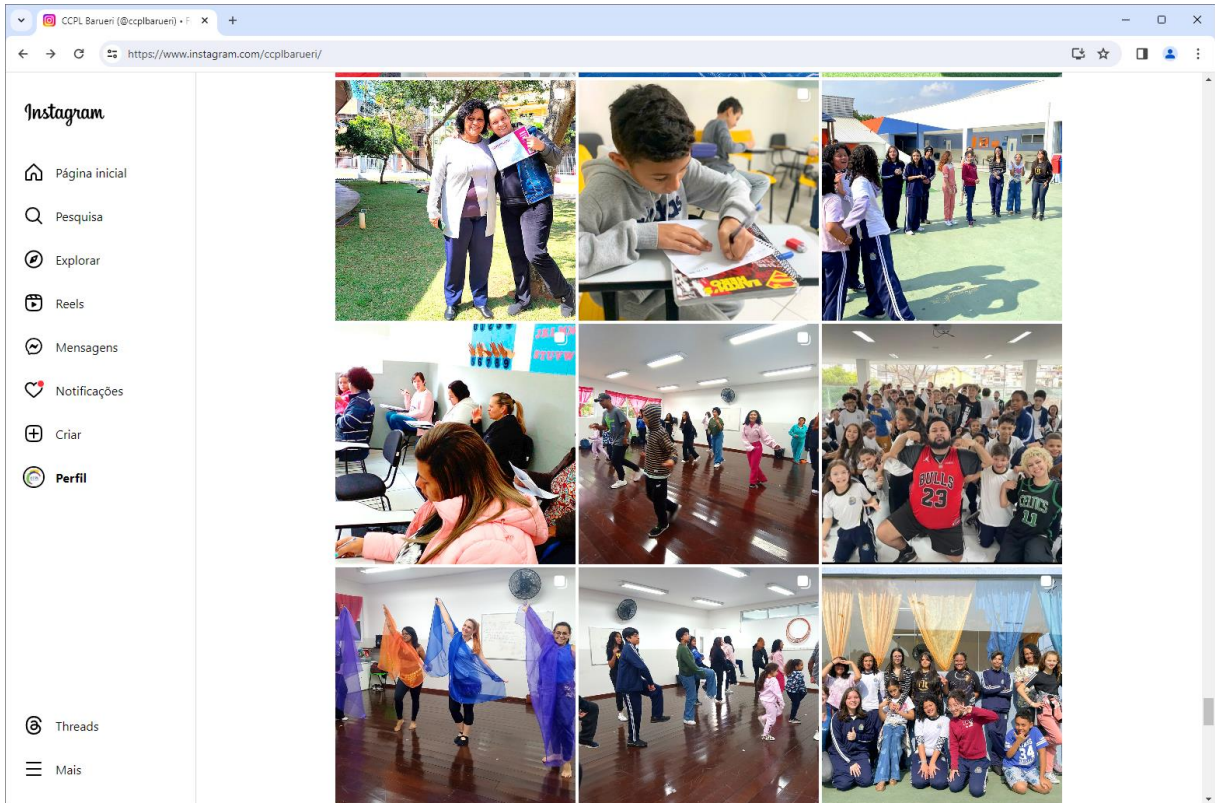 CCPL Barueri (@ccplbarueri) • F
https://www.instagram.com/ccplbarueri/
Instagram
Página inicial
Pesquisa
Explorar
Reels
Mensagens
Notificações
Criar
Perfil
Threads
Mais
BULLS
23
CELTICS
11
34